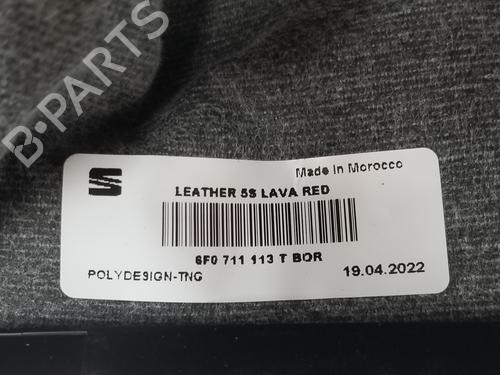 B-PARTS
Made in Morocco
LEATHER 5S LAVA RED
6F0 711 113 T BOR
POLYDESIGN-TNG
19.04.2022